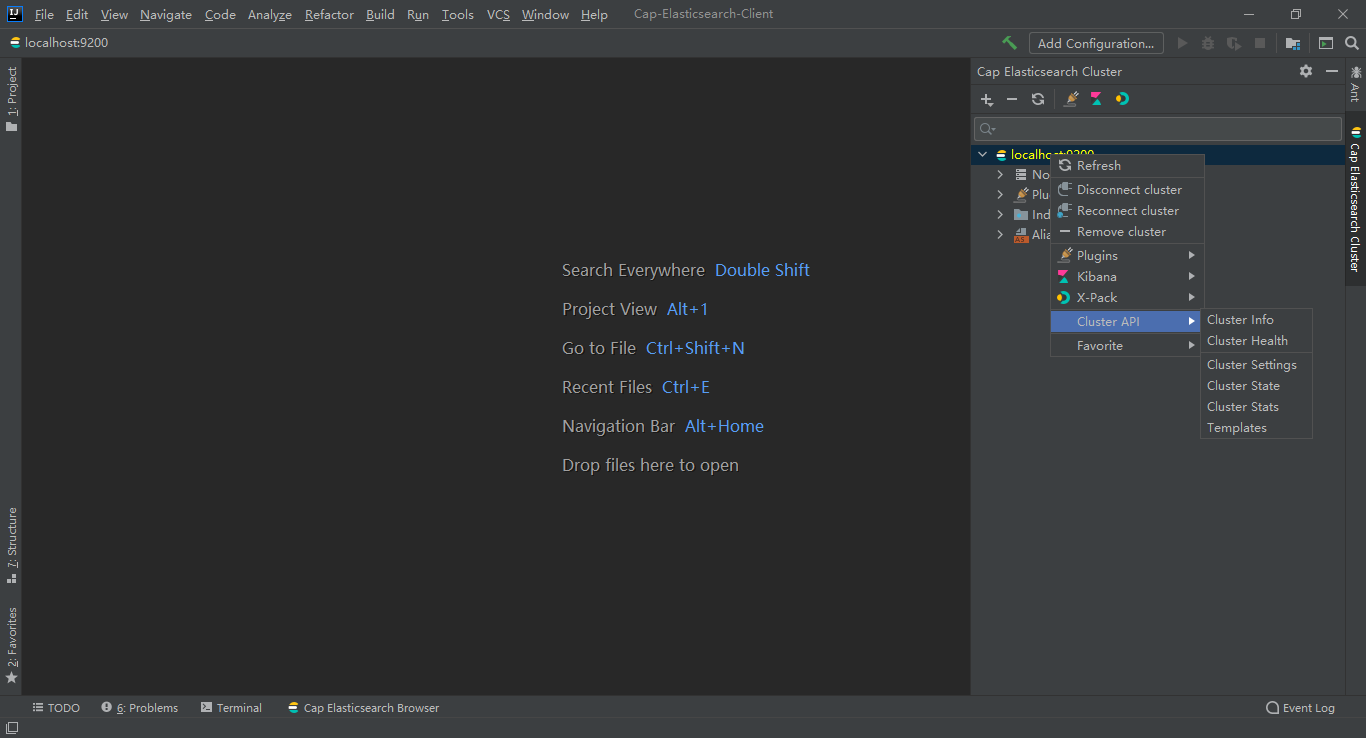 File Edit View Navigate Code Analyze Refactor Build Run Tools VCS Window Help Cap-Elasticsearch-Client
localhost:9200
Add Configuration...
1: Project
7: Structure
2: Favorites
Search Everywhere Double Shift
Project View Alt+1
Go to File Ctrl+Shift+N
Recent Files Ctrl+E
Navigation Bar Alt+Home
Drop files here to open
Cap Elasticsearch Cluster
localhost:9200
No
Plu
Ind
Alia
Refresh
Disconnect cluster
Reconnect cluster
Remove cluster
Plugins
Kibana
X-Pack
Cluster API
Favorite
Cluster Info
Cluster Health
Cluster Settings
Cluster State
Cluster Stats
Templates
Ant
Cap Elasticsearch Cluster
TODO
6: Problems
Terminal
Cap Elasticsearch Browser
Event Log